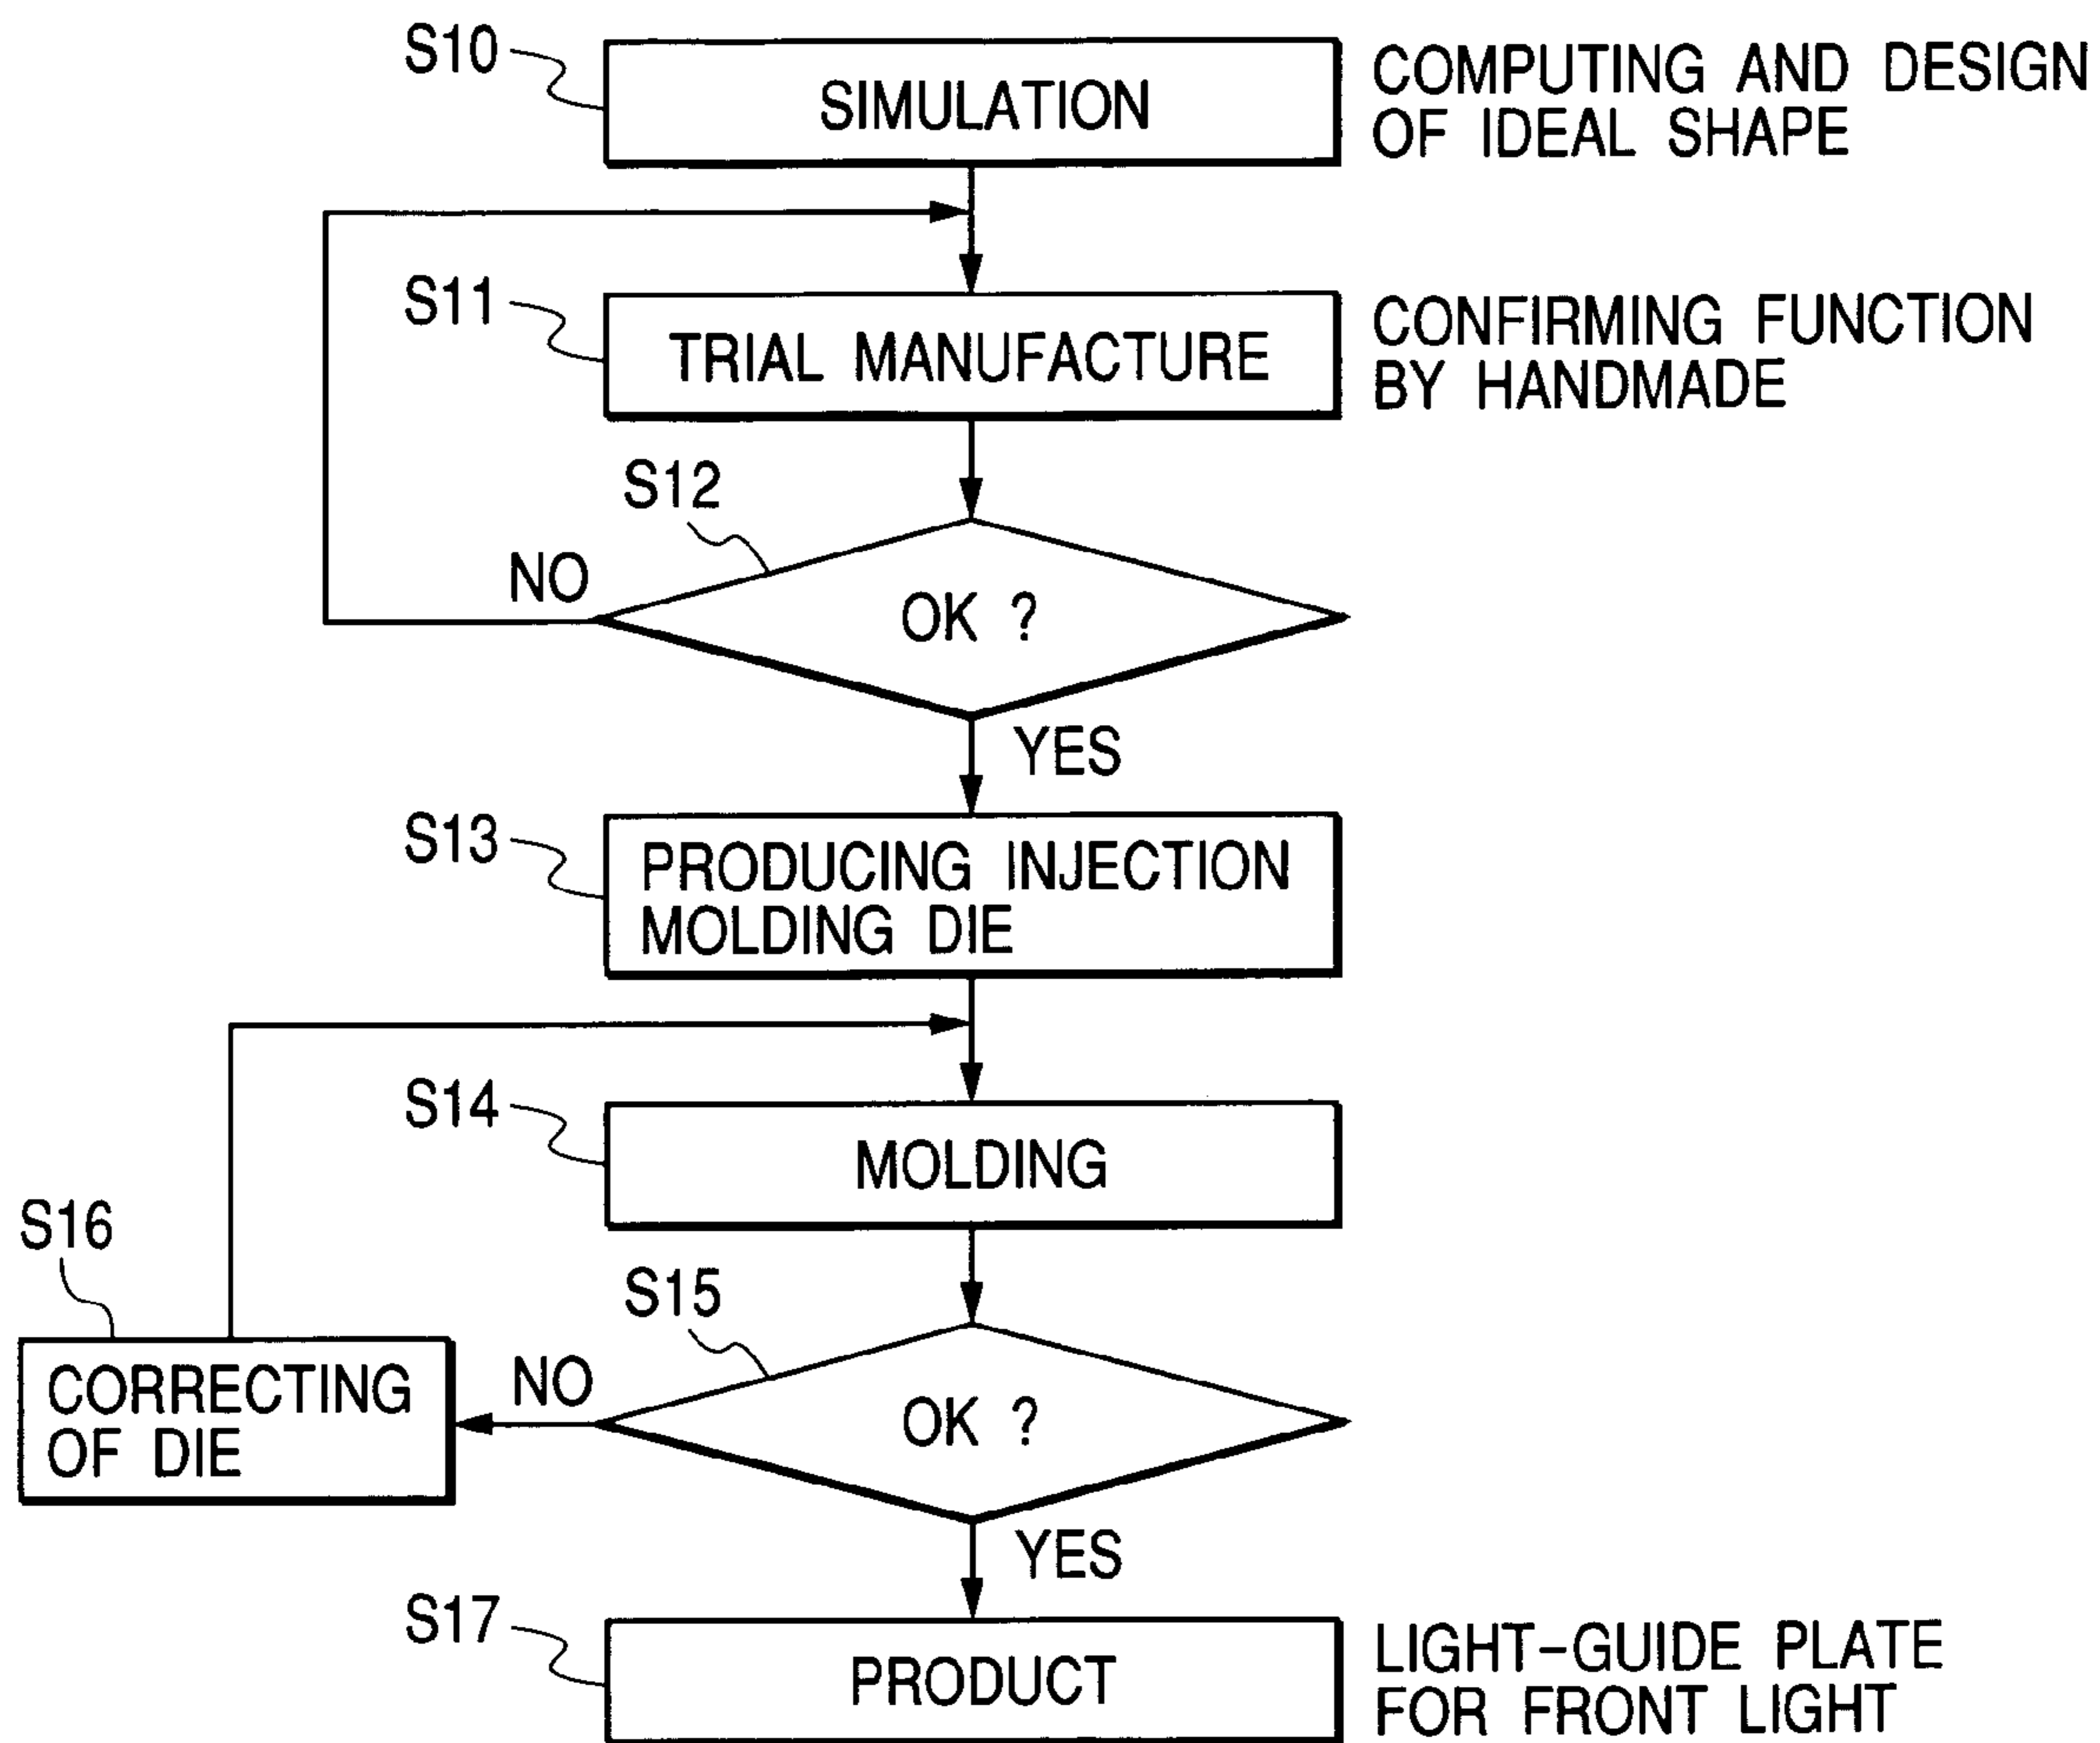 S10
SIMULATION
COMPUTING AND DESIGN
OF IDEAL SHAPE
S11
TRIAL MANUFACTURE
CONFIRMING FUNCTION
BY HANDMADE
S12
NO
OK ?
YES
S13
PRODUCING INJECTION
MOLDING DIE
S14
MOLDING
S16
CORRECTING
OF DIE
S15
NO
OK ?
YES
S17
PRODUCT
LIGHT-GUIDE PLATE
FOR FRONT LIGHT